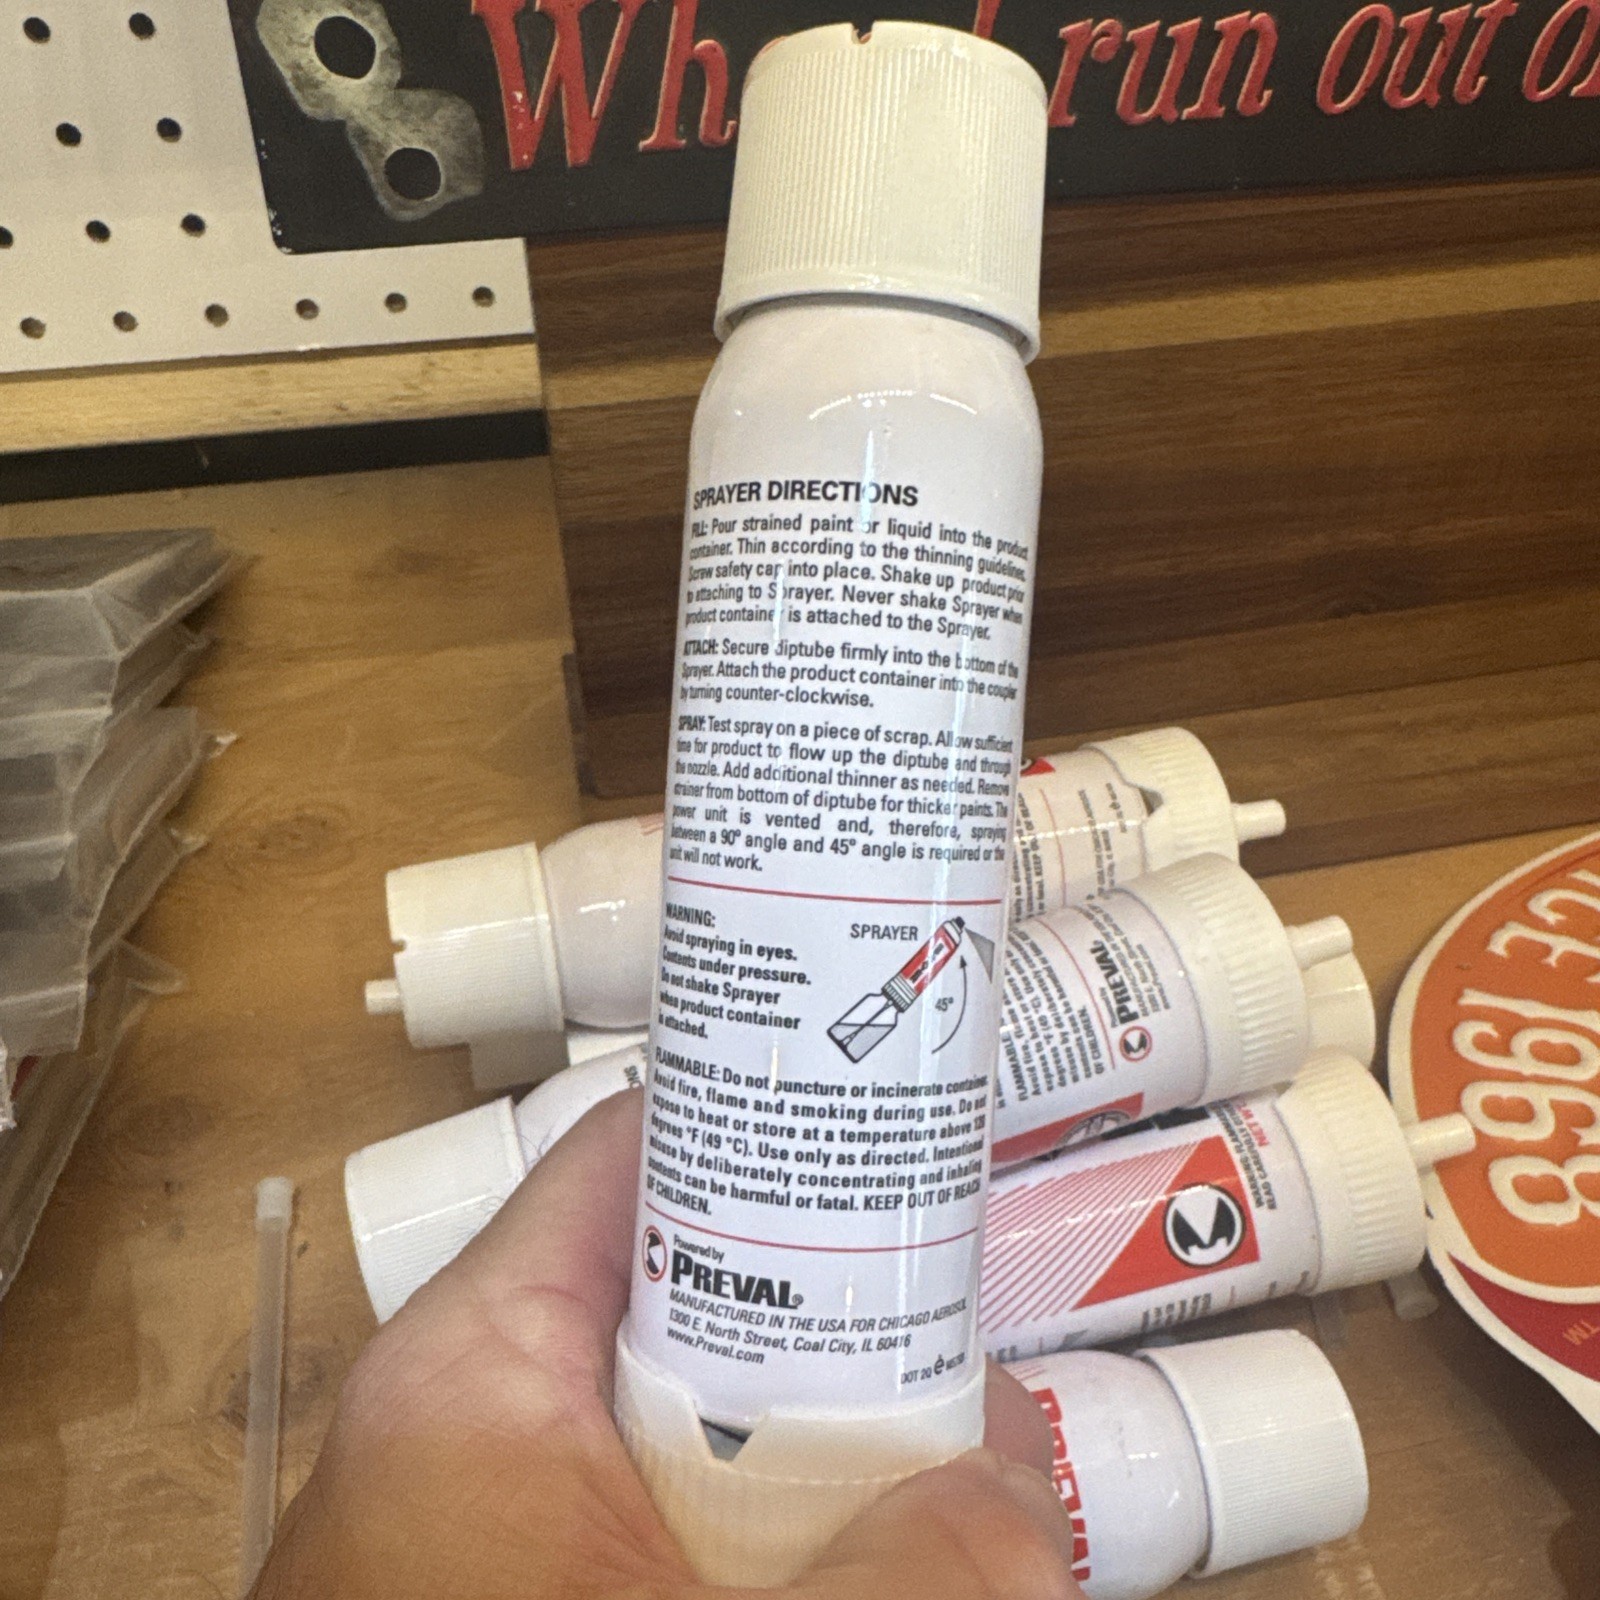 When I run out of
SPRAYER DIRECTIONS
FILL: Pour strained paint or liquid into the product
container. Thin according to the thinning guidelines.
Screw safety cap into place. Shake up product prior
to attaching to Sprayer. Never shake Sprayer when
product container is attached to the Sprayer.
ATTACH: Secure diptube firmly into the bottom of the
Sprayer. Attach the product container into the coupler
by turning counter-clockwise.
SPRAY: Test spray on a piece of scrap. Allow sufficient
time for product to flow up the diptube and through
the nozzle. Add additional thinner as needed. Remove
strainer from bottom of diptube for thicker paints. The
power unit is vented and, therefore, spraying
between a 90° angle and 45° angle is required or the
unit will not work.
WARNING:
Avoid spraying in eyes.
Contents under pressure.
Do not shake Sprayer
when product container
is attached.
SPRAYER
45°
FLAMMABLE: Do not puncture or incinerate container.
Avoid fire, flame and smoking during use. Do not
expose to heat or store at a temperature above 120
degrees °F (49 °C). Use only as directed. Intentional
misuse by deliberately concentrating and inhaling
contents can be harmful or fatal. KEEP OUT OF REACH
OF CHILDREN.
Powered by
PREVAL®
MANUFACTURED IN THE USA FOR CHICAGO AEROSOL
1300 E. North Street, Coal City, IL 60416
www.Preval.com
DOT 2Q
PREVAL
OF CHILDREN.
1968
TM